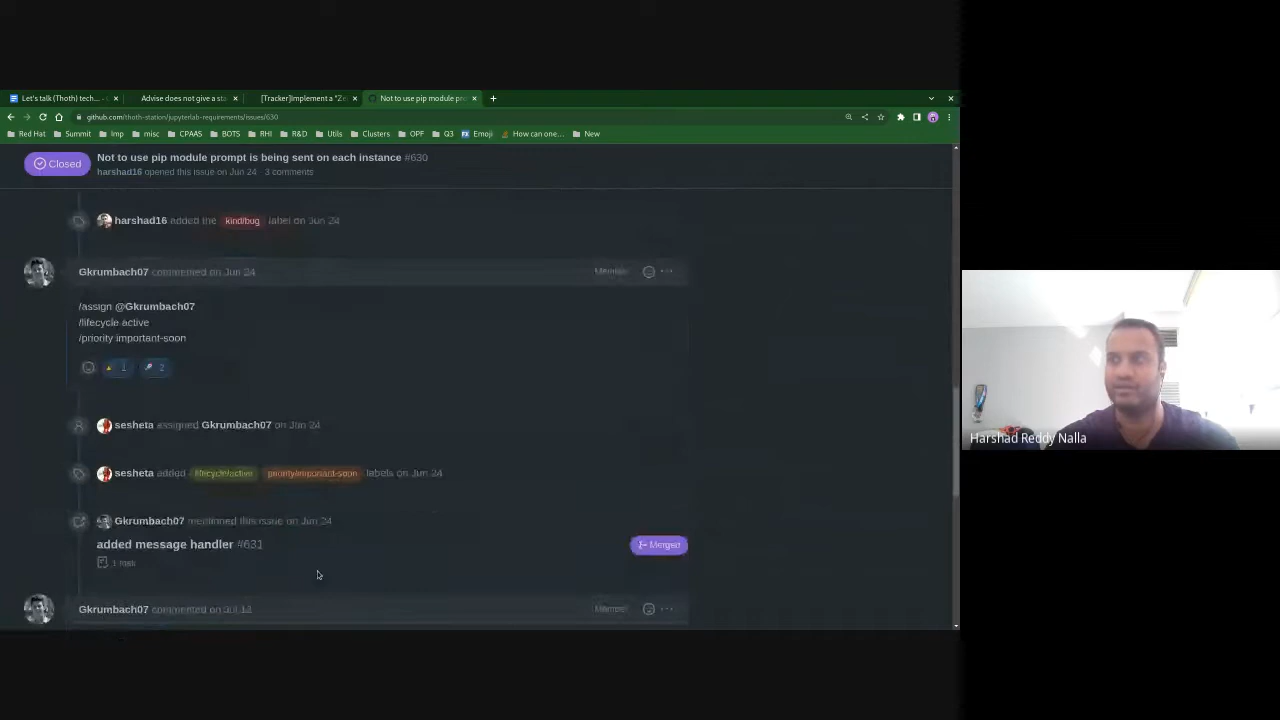 Let's talk (Thoth) tech...
Advise does not give a sta
[Tracker]Implement a "Ze
Not to use pip module pro
github.com/thoth-station/jupyterlab-requirements/issues/630
Red Hat Summit Imp misc CPAAS BOTS RHI R&D Utils Clusters OPF Q3 Emoji How can one... New
Closed
Not to use pip module prompt is being sent on each instance #630
harshad16 opened this issue on Jun 24 · 3 comments
harshad16 added the kind/bug label on Jun 24
Gkrumbach07 commented on Jun 24 Member ...
/assign @Gkrumbach07
/lifecycle active
/priority important-soon
1 2
sesheta assigned Gkrumbach07 on Jun 24
sesheta added lifecycle/active priority/important-soon labels on Jun 24
Gkrumbach07 mentioned this issue on Jun 24
added message handler #631
Merged
1 task
Gkrumbach07 commented on Jul 12 Member ...
Harshad Reddy Nalla